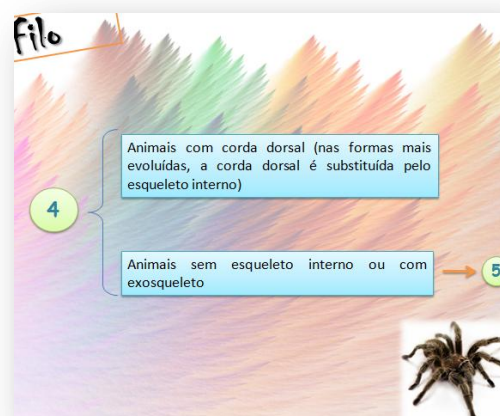 Filo
Animais com corda dorsal (nas formas mais
evoluídas, a corda dorsal é substituída pelo
esqueleto interno)
4
Animais sem esqueleto interno ou com
exosqueleto
5